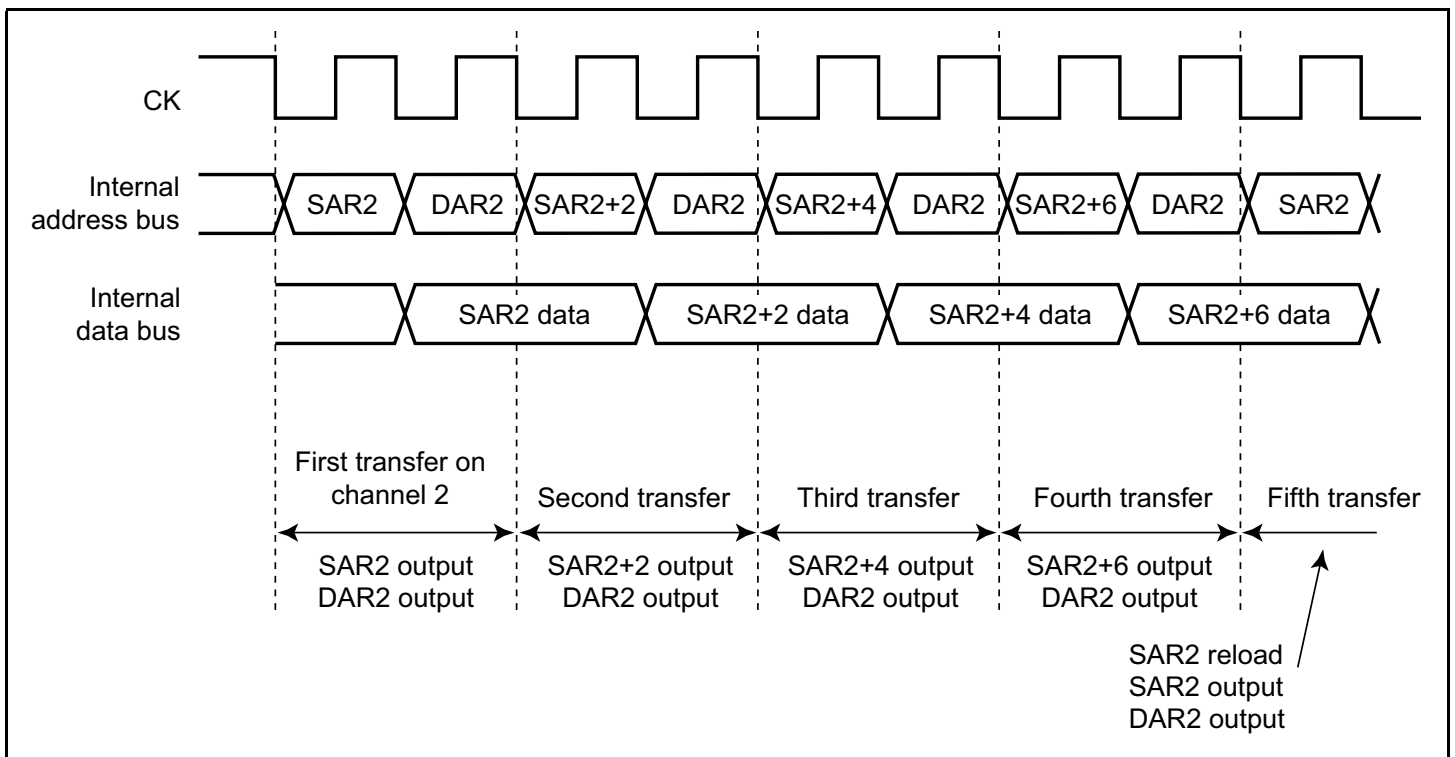 CK
Internal
address bus
SAR2 DAR2 SAR2+2 DAR2 SAR2+4 DAR2 SAR2+6 DAR2 SAR2
Internal
data bus
SAR2 data SAR2+2 data SAR2+4 data SAR2+6 data
First transfer on
channel 2
Second transfer
Third transfer
Fourth transfer
Fifth transfer
SAR2 output
DAR2 output
SAR2+2 output
DAR2 output
SAR2+4 output
DAR2 output
SAR2+6 output
DAR2 output
SAR2 reload
SAR2 output
DAR2 output